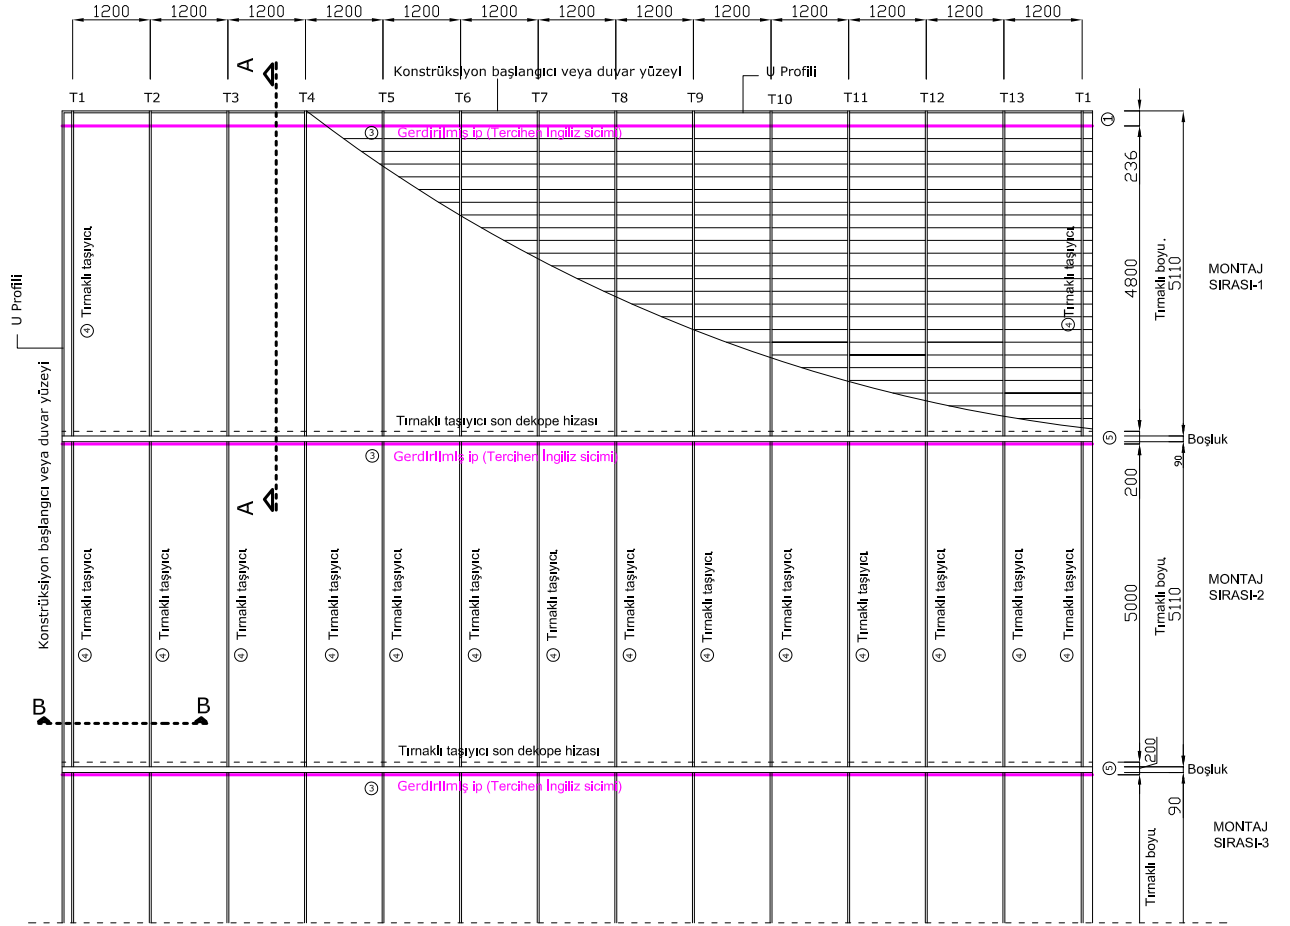 1200 1200 1200 1200 1200 1200 1200 1200 1200 1200 1200 1200 1200
A
Konstrüksiyon başlangıcı veya duvar yüzeyi
U Profili
T1 T2 T3 T4 T5 T6 T7 T8 T9 T10 T11 T12 T13 T1
1
3 Gerdirilmiş ip (Tercihen İngiliz sicimi)
236
4 Tırnaklı taşıyıcı
4 Tırnaklı taşıyıcı
4800
Tırnaklı boyu.
5110
MONTAJ
SIRASI-1
U Profili
Konstrüksiyon başlangıcı veya duvar yüzeyi
Tırnaklı taşıyıcı son dekope hizası
5
Boşluk
3 Gerdirilmiş ip (Tercihen İngiliz sicimi)
90
200
A
4 Tırnaklı taşıyıcı
4 Tırnaklı taşıyıcı
4 Tırnaklı taşıyıcı
4 Tırnaklı taşıyıcı
4 Tırnaklı taşıyıcı
4 Tırnaklı taşıyıcı
4 Tırnaklı taşıyıcı
4 Tırnaklı taşıyıcı
4 Tırnaklı taşıyıcı
4 Tırnaklı taşıyıcı
4 Tırnaklı taşıyıcı
4 Tırnaklı taşıyıcı
4 Tırnaklı taşıyıcı
4 Tırnaklı taşıyıcı
5000
Tırnaklı boyu
5110
MONTAJ
SIRASI-2
B B
Tırnaklı taşıyıcı son dekope hizası
200
5
Boşluk
3 Gerdirilmiş ip (Tercihen İngiliz sicimi)
90
Tırnaklı boyu
MONTAJ
SIRASI-3